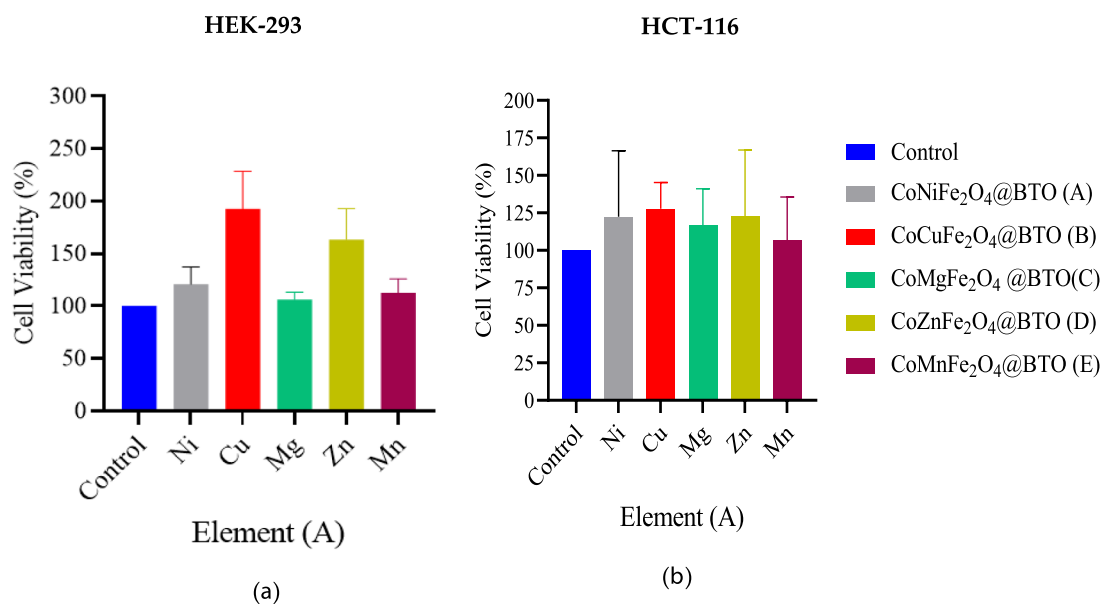 HEK-293
300
250
200
150
100
50
0
Cell Viability (%)
Control
Ni
Cu
Mg
Zn
Mn
Element (A)
(a)
HCT-116
200
175
150
125
100
75
50
25
0
Cell Viability (%)
Control
Ni
Cu
Mg
Zn
Mn
Element (A)
(b)
Control
CoNiFe₂O₄@BTO (A)
CoCuFe₂O₄@BTO (B)
CoMgFe₂O₄ @BTO(C)
CoZnFe₂O₄@BTO (D)
CoMnFe₂O₄@BTO (E)